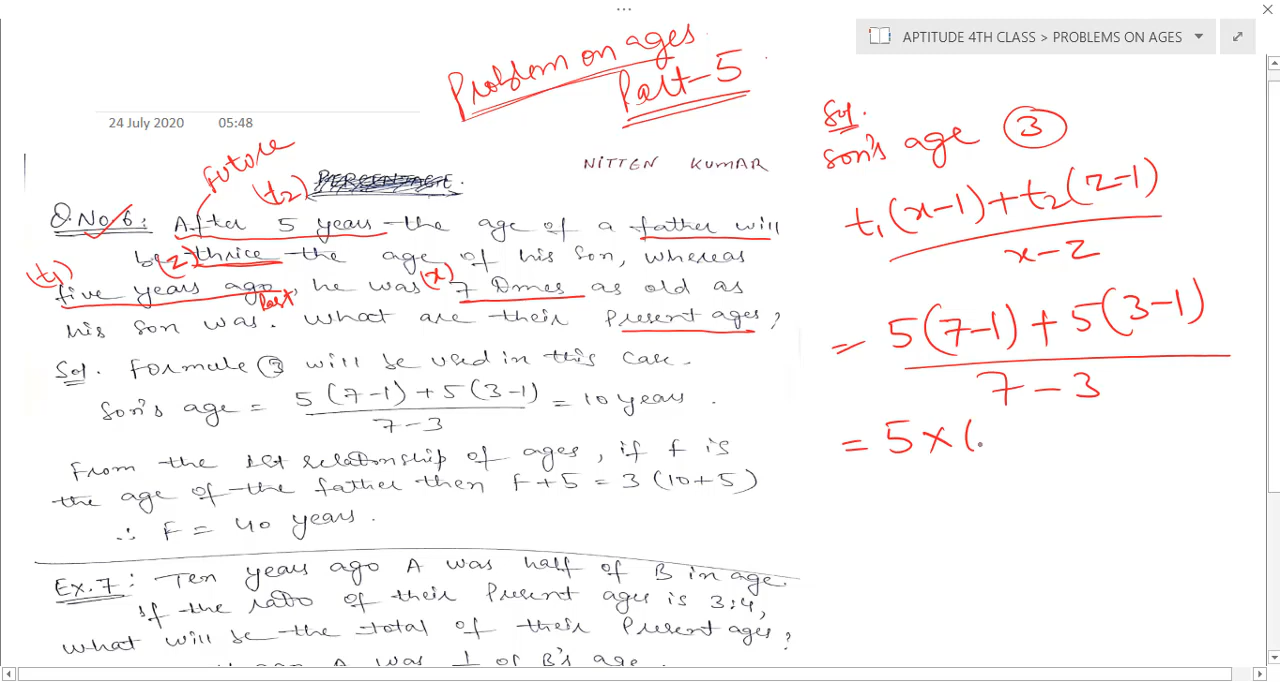 APTITUDE 4TH CLASS > PROBLEMS ON AGES
Problem on ages
Part-5
24 July 2020 05:48
NITTEN KUMAR
Future
(t2)
PERCENTAGE.
Q.No 6: After 5 years the age of a father will
be (z) thrice the age of his son, whereas
(t1) five years ago, he was (x) 7 times as old as
Past
his son was. What are their present ages?
Sol. Formula ③ will be used in this case.
Son's age = 5(7-1)+5(3-1) / 7-3 = 10 years.
From the 1st relationship of ages, if F is
the age of the father then F+5 = 3(10+5)
∴ F = 40 years.
Ex.7: Ten years ago A was half of B in age.
If the ratio of their present ages is 3:4,
what will be the total of their present ages?
ago A was 1 of B's age.
Sol.
Son's age ③
t1(x-1)+t2(z-1)
x-z
= 5(7-1)+5(3-1)
7-3
= 5×(